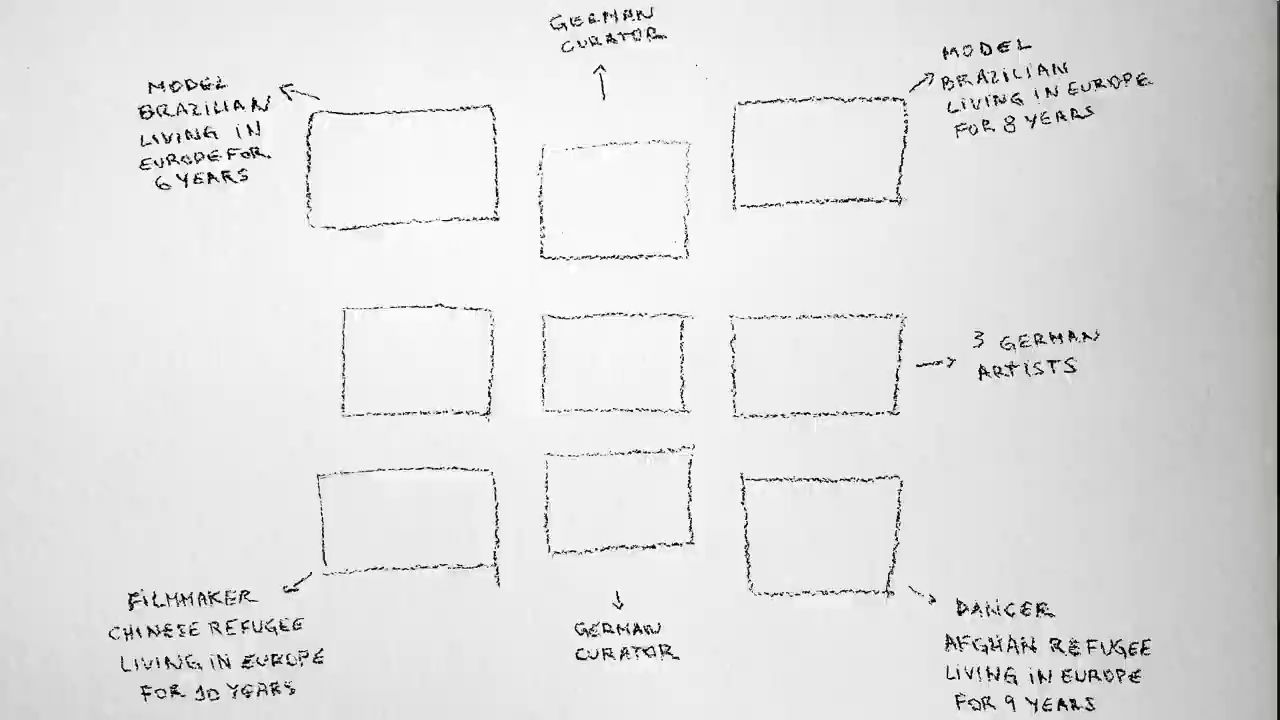 GERMAN
CURATOR
MODEL
BRAZILIAN
LIVING IN
EUROPE FOR
6 YEARS
MODEL
BRAZILIAN
LIVING IN EUROPE
FOR 8 YEARS
3 GERMAN
ARTISTS
FILMMAKER
CHINESE REFUGEE
LIVING IN EUROPE
FOR 10 YEARS
GERMAN
CURATOR
DANCER
AFGHAN REFUGEE
LIVING IN EUROPE
FOR 9 YEARS